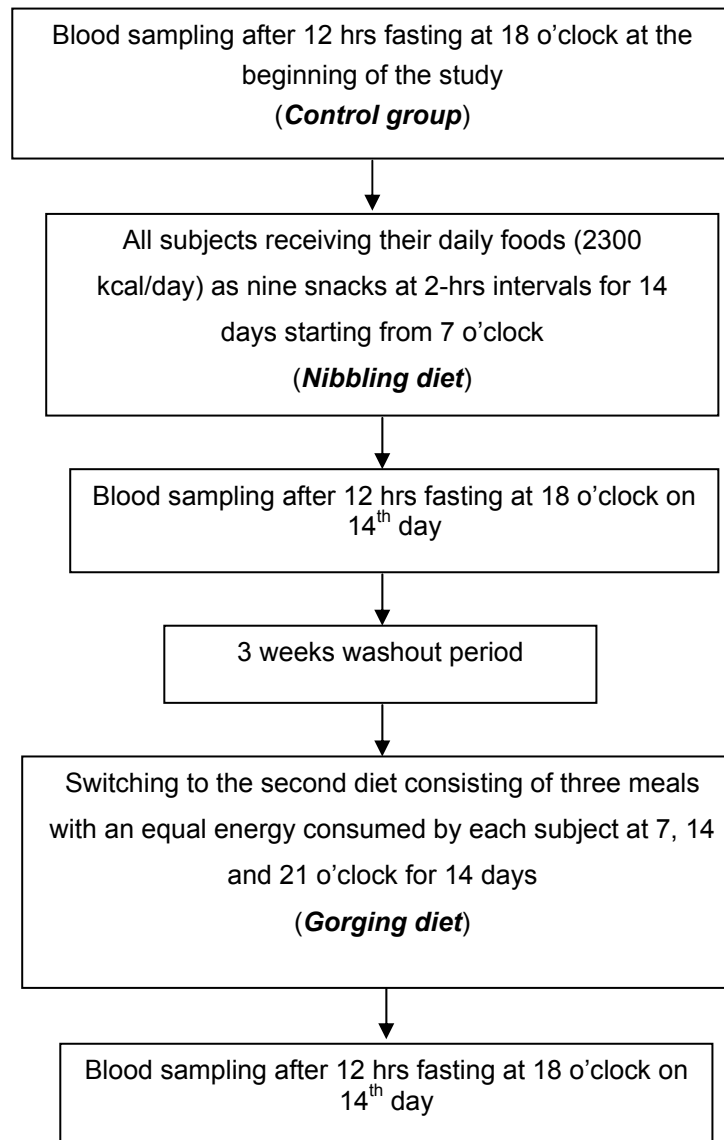 Blood sampling after 12 hrs fasting at 18 o’clock at the
beginning of the study
(Control group)
All subjects receiving their daily foods (2300
kcal/day) as nine snacks at 2-hrs intervals for 14
days starting from 7 o’clock
(Nibbling diet)
Blood sampling after 12 hrs fasting at 18 o’clock on
14th day
3 weeks washout period
Switching to the second diet consisting of three meals
with an equal energy consumed by each subject at 7, 14
and 21 o’clock for 14 days
(Gorging diet)
Blood sampling after 12 hrs fasting at 18 o’clock on
14th day